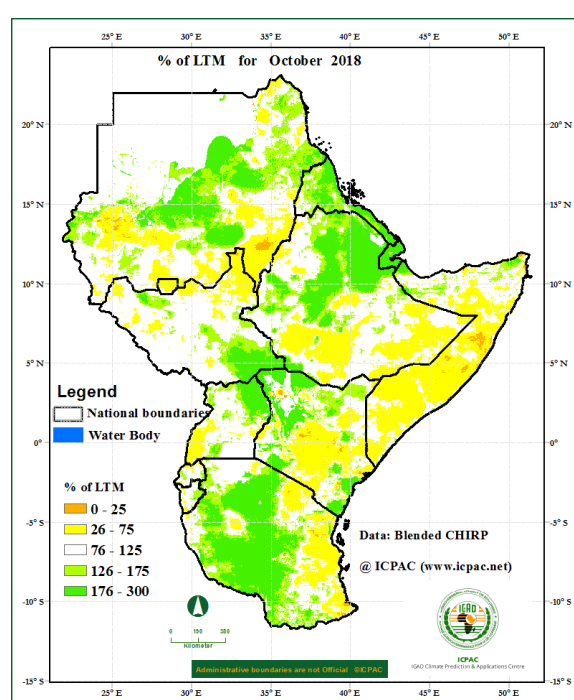 25° E 30° E 35° E 40° E 45° E 50° E
% of LTM for October 2018
20° N
15° N
10° N
5° N
0°
-5° S
-10° S
-15° S
20° N
15° N
10° N
5° N
0°
-5° S
-10° S
-15° S
Legend
National boundaries
Water Body
% of LTM
0 - 25
26 - 75
76 - 125
126 - 175
176 - 300
Data: Blended CHIRP
@ ICPAC (www.icpac.net)
0 190 380
Kilometer
IGAD
ICPAC
IGAD Climate Prediction & Applications Centre
Administrative boundaries are not Official ©ICPAC
25° E 30° E 35° E 40° E 45° E 50° E